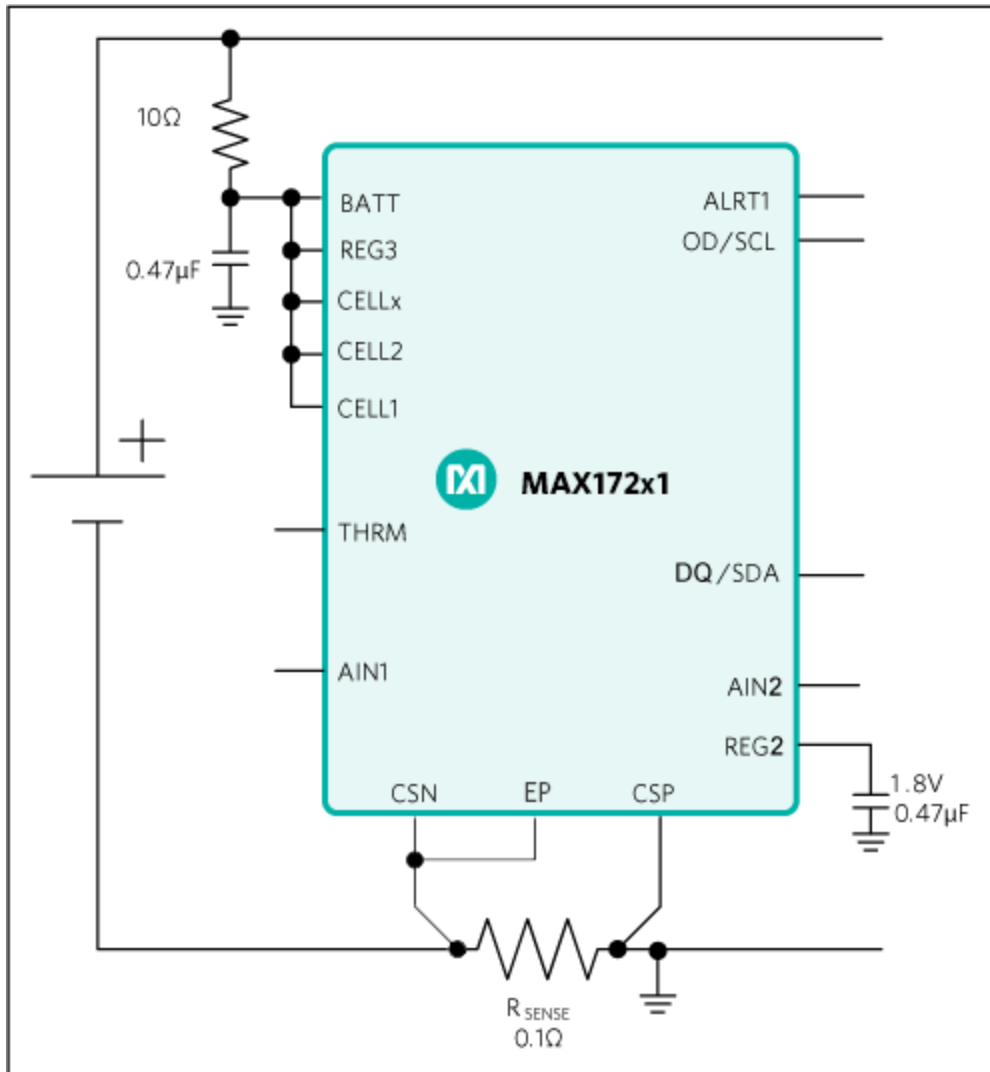 10Ω
0.47µF
BATT
REG3
CELLx
CELL2
CELL1
THRM
AIN1
ALRT1
OD/SCL
MAX172x1
DQ/SDA
AIN2
REG2
CSN
EP
CSP
1.8V
0.47µF
R SENSE
0.1Ω